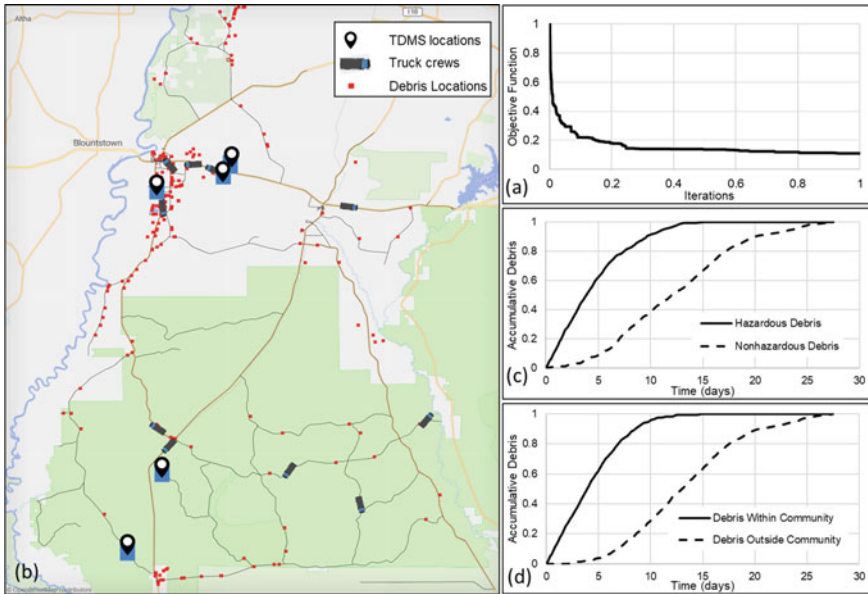 Altha
Blountstown
TDMS locations
Truck crews
Debris Locations
(b)
Objective Function
1
0.8
0.6
0.4
0.2
0
0 0.2 0.4 0.6 0.8 1
Iterations
(a)
Accumulative Debris
1
0.8
0.6
0.4
0.2
0
Hazardous Debris
Nonhazardous Debris
0 5 10 15 20 25 30
Time (days)
(c)
Accumulative Debris
1
0.8
0.6
0.4
0.2
0
Debris Within Community
Debris Outside Community
0 5 10 15 20 25 30
Time (days)
(d)